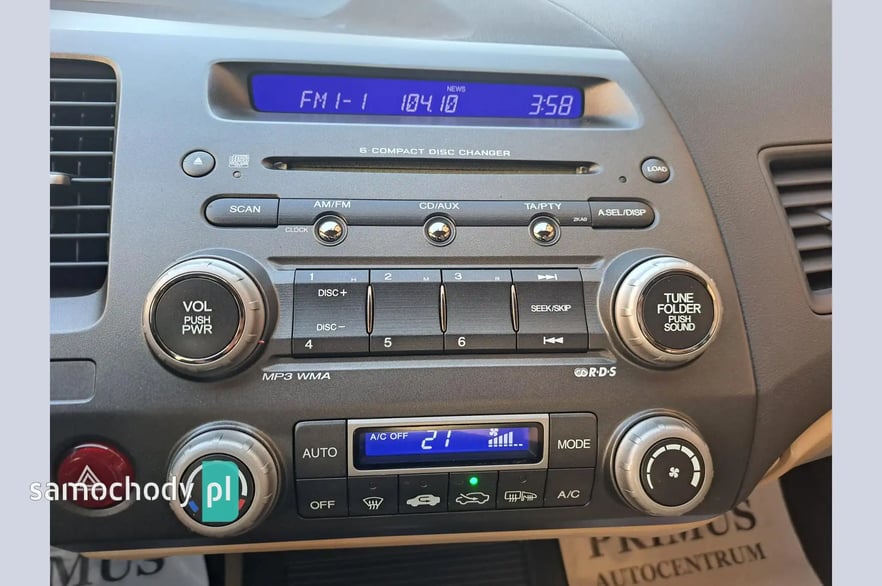 NEWS
FM1-1 104.10 3:58
6-COMPACT DISC CHANGER
LOAD
SCAN
AM/FM
CD/AUX
TA/PTY
A.SEL/DISP
CLOCK
ZKA0
VOL
PUSH
PWR
1 H 2 M 3 R
DISC+
DISC-
SEEK/SKIP
4 5 6
TUNE
FOLDER
PUSH
SOUND
MP3 WMA
R·D·S
AUTO
A/C OFF 21
MODE
OFF
A/C
samochody pl
MUS
PRIMUS
AUTOCENTRUM